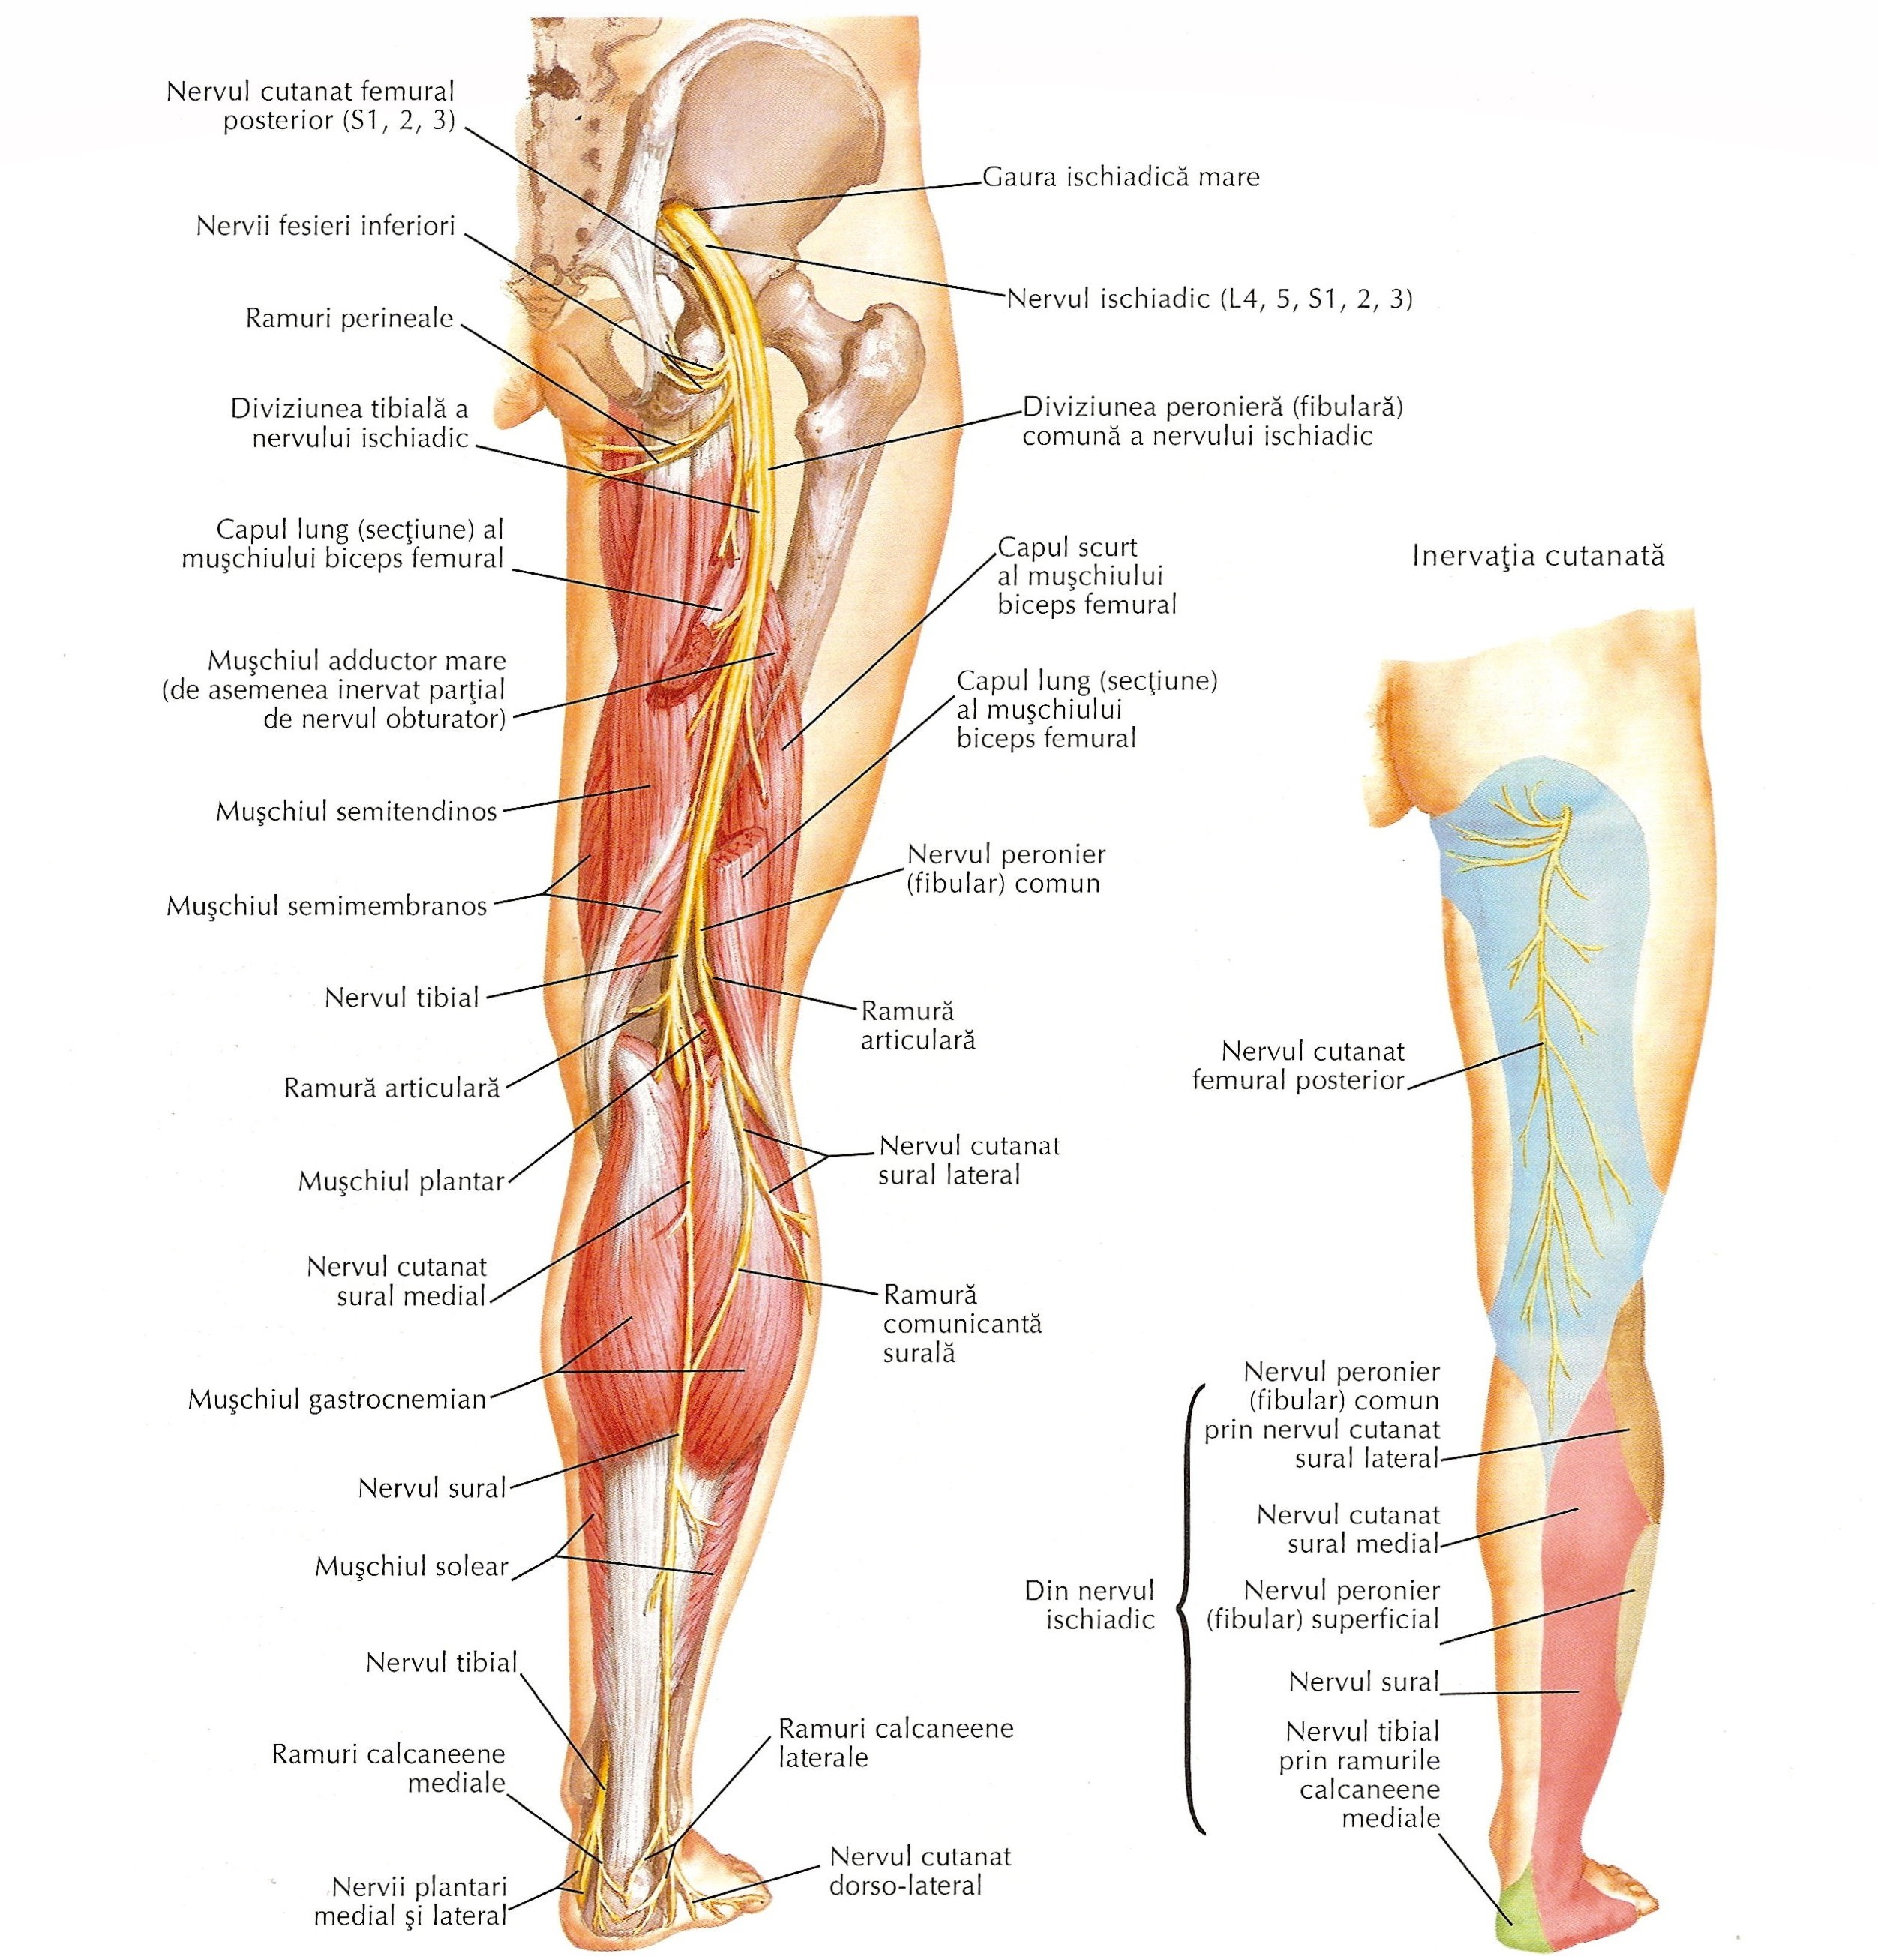 Nervul cutanat femural
posterior (S1, 2, 3)
Nervii fesieri inferiori
Ramuri perineale
Diviziunea tibială a
nervului ischiadic
Capul lung (secţiune) al
muşchiului biceps femural
Muşchiul adductor mare
(de asemenea inervat parţial
de nervul obturator)
Muşchiul semitendinos
Muşchiul semimembranos
Nervul tibial
Ramură articulară
Muşchiul plantar
Nervul cutanat
sural medial
Muşchiul gastrocnemian
Nervul sural
Muşchiul solear
Nervul tibial
Ramuri calcaneene
mediale
Nervii plantari
medial şi lateral
Gaura ischiadică mare
Nervul ischiadic (L4, 5, S1, 2, 3)
Diviziunea peronieră (fibulară)
comună a nervului ischiadic
Capul scurt
al muşchiului
biceps femural
Capul lung (secţiune)
al muşchiului
biceps femural
Nervul peronier
(fibular) comun
Ramură
articulară
Nervul cutanat
sural lateral
Ramură
comunicantă
surală
Ramuri calcaneene
laterale
Nervul cutanat
dorso-lateral
Inervaţia cutanată
Nervul cutanat
femural posterior
Din nervul
ischiadic
Nervul peronier
(fibular) comun
prin nervul cutanat
sural lateral
Nervul cutanat
sural medial
Nervul peronier
(fibular) superficial
Nervul sural
Nervul tibial
prin ramurile
calcaneene
mediale